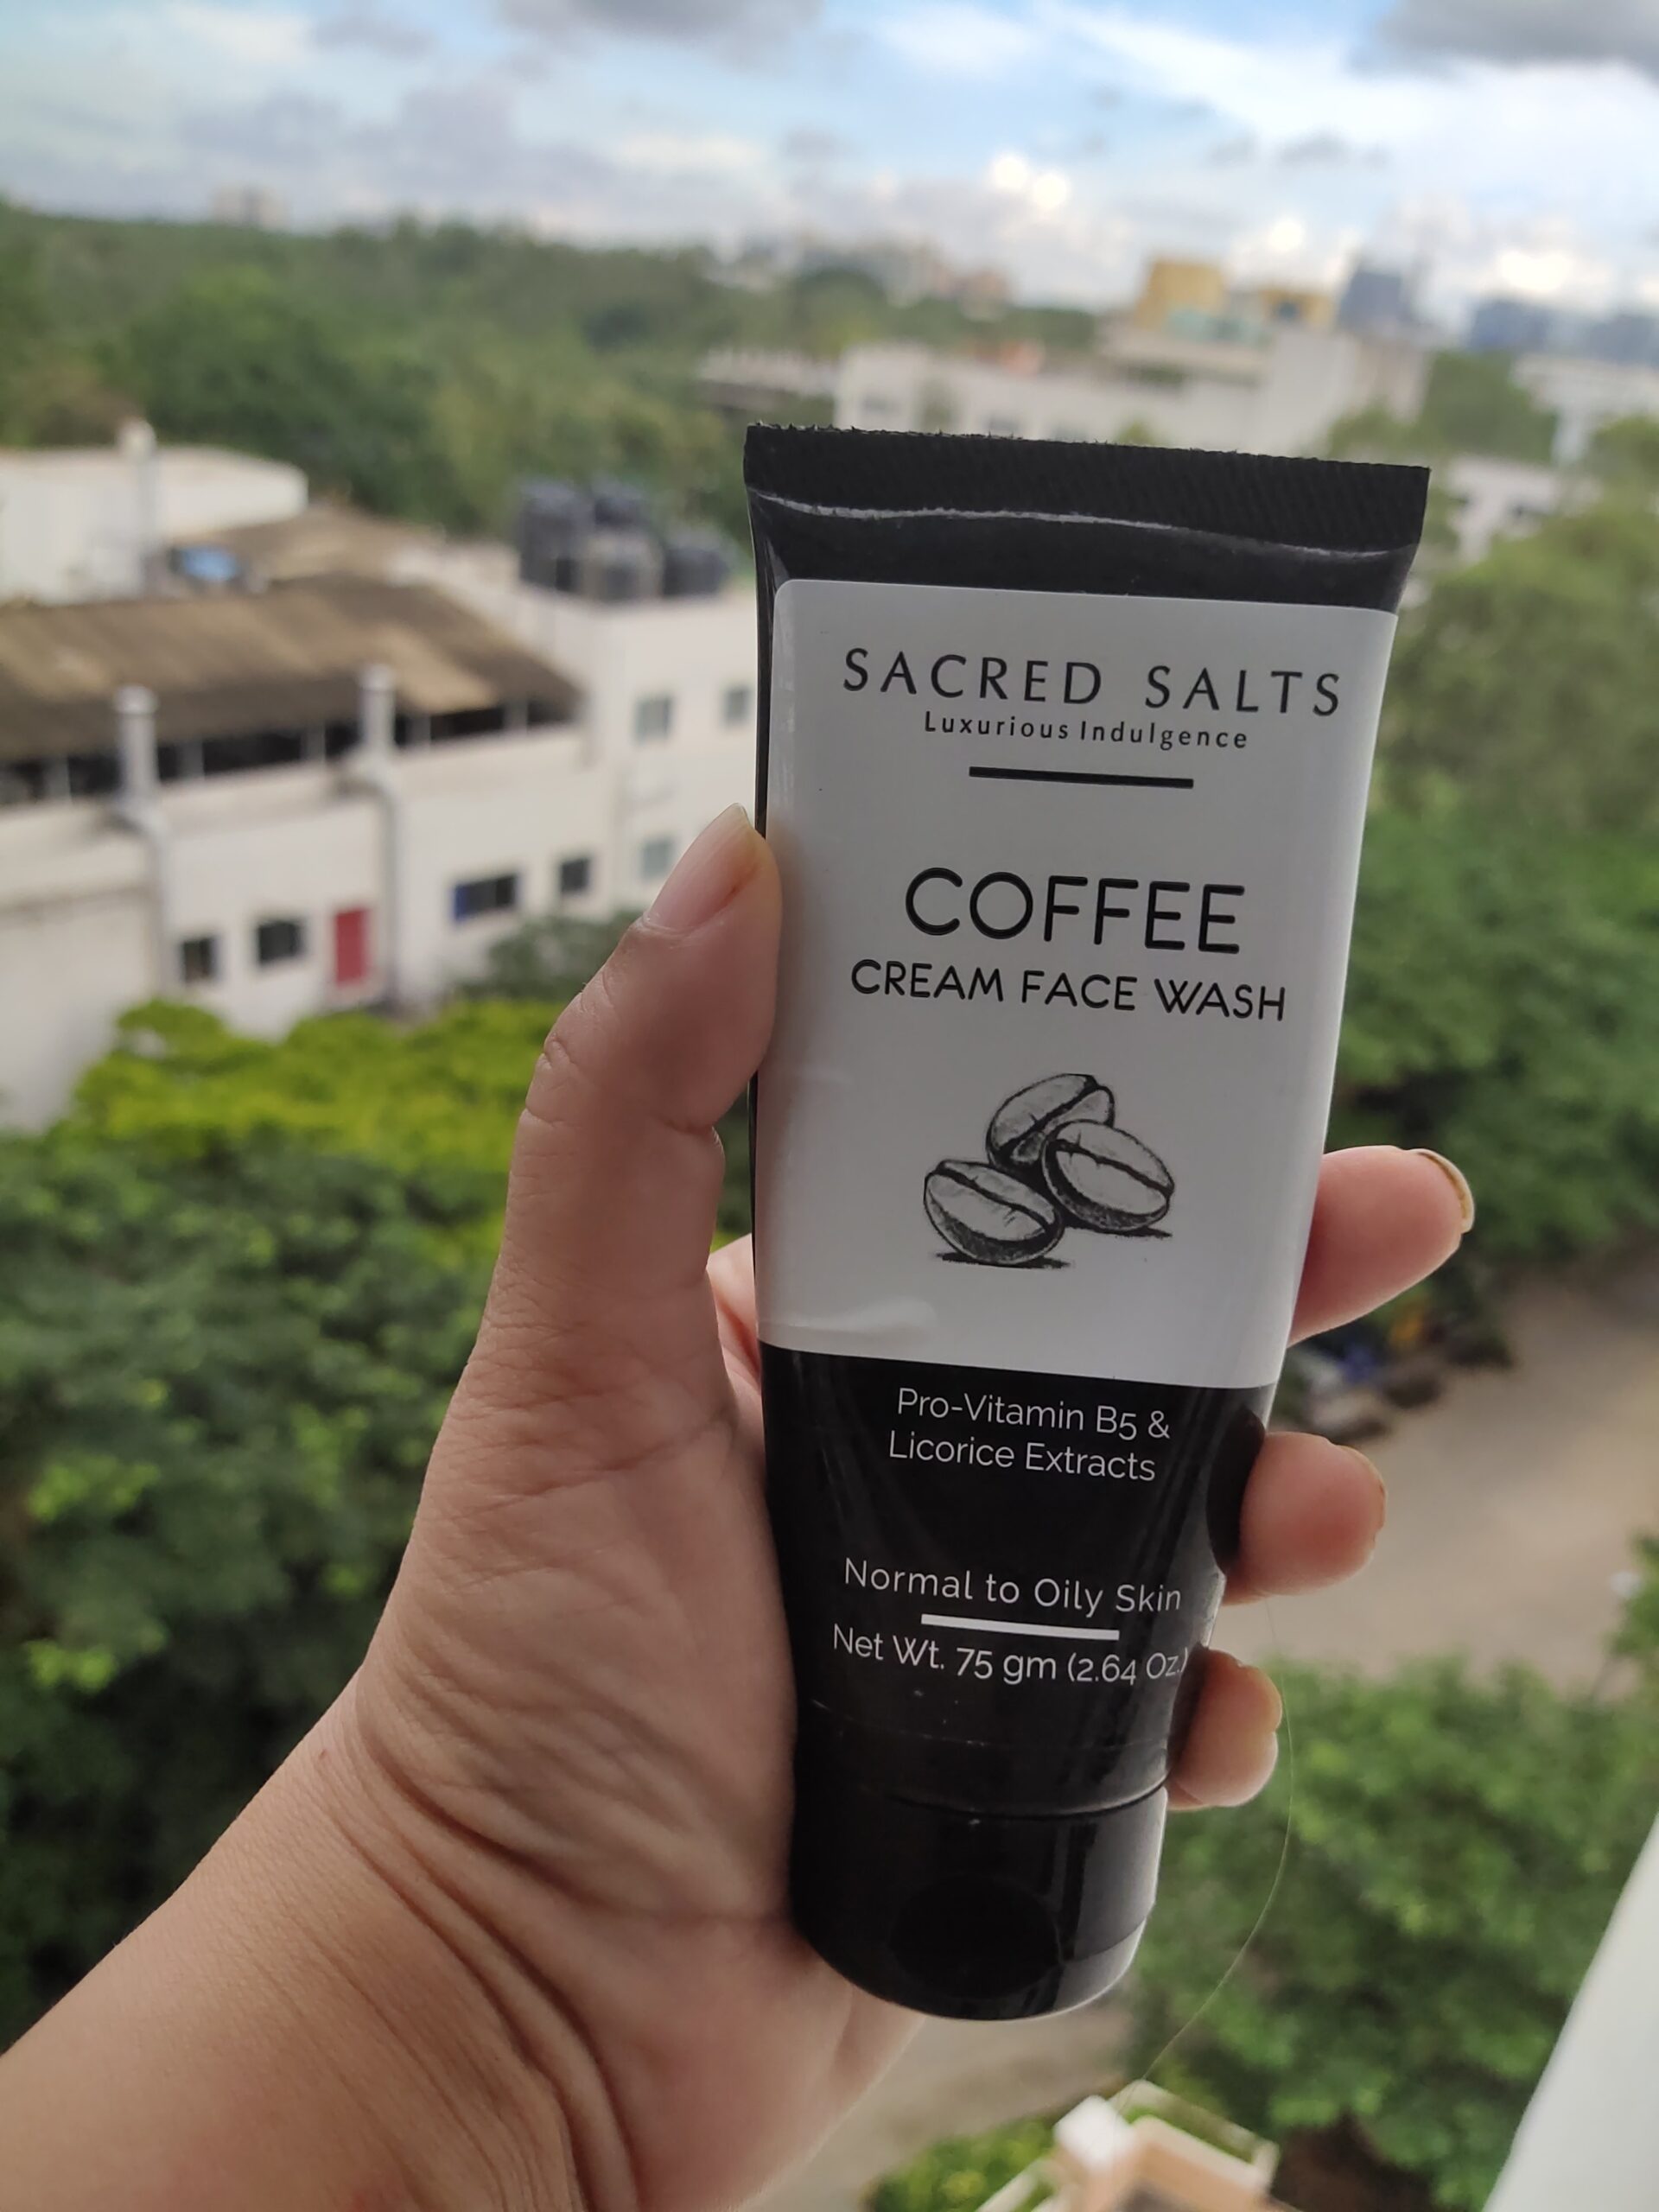 SACRED SALTS
Luxurious Indulgence
COFFEE
CREAM FACE WASH
Pro-Vitamin B5 &
Licorice Extracts
Normal to Oily Skin
Net Wt. 75 gm (2.64 Oz.)